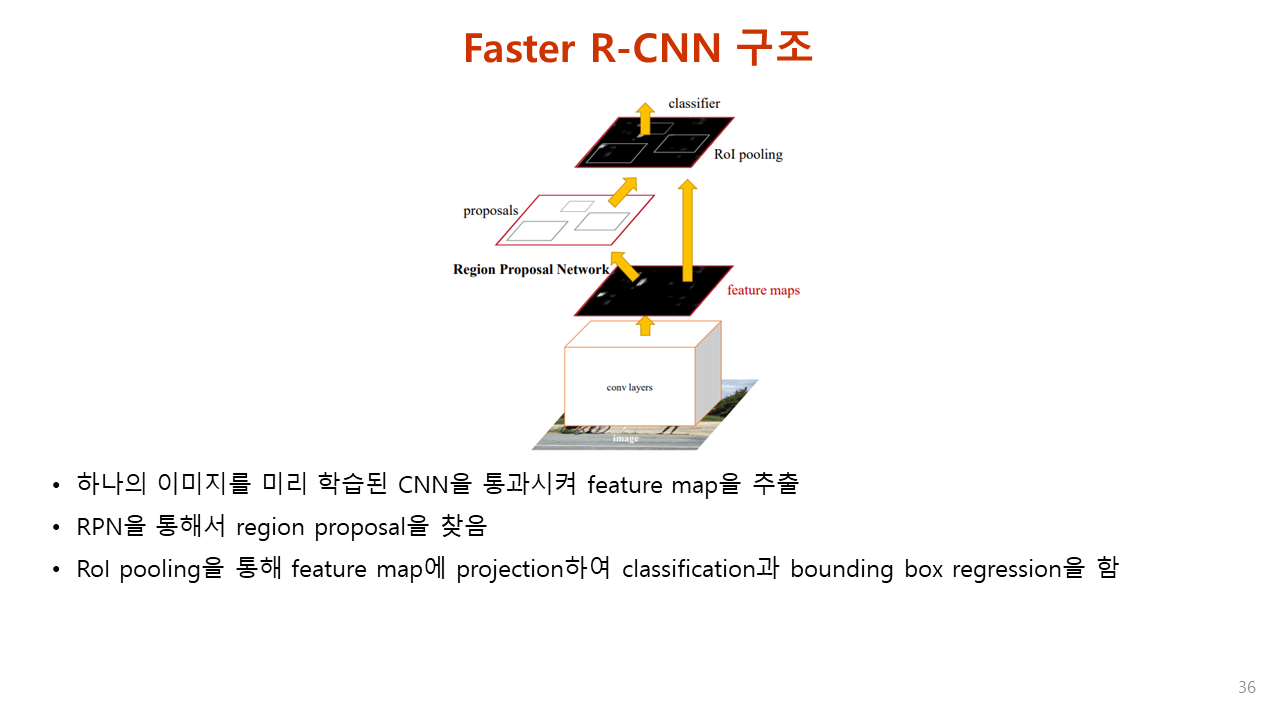 Faster R-CNN 구조
classifier
RoI pooling
proposals
Region Proposal Network
feature maps
conv layers
image
• 하나의 이미지를 미리 학습된 CNN을 통과시켜 feature map을 추출
• RPN을 통해서 region proposal을 찾음
• RoI pooling을 통해 feature map에 projection하여 classification과 bounding box regression을 함
36